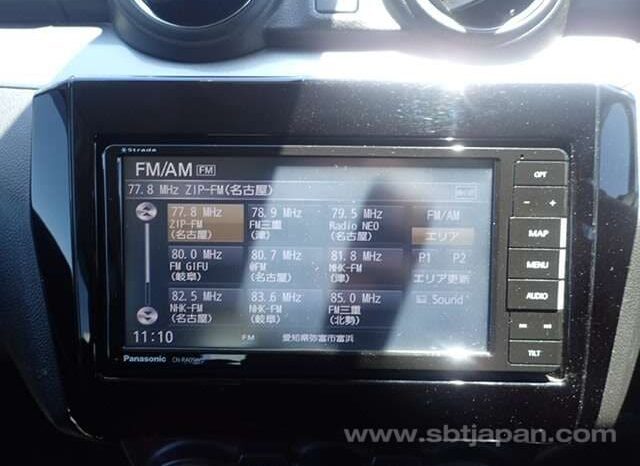 Strada
FM/AM FM
77.8 MHz ZIP-FM(名古屋)
77.8 MHz 78.9 MHz 79.5 MHz FM/AM
ZIP-FM FM三重 Radio NEO
(名古屋) (津) (名古屋) エリア
80.0 MHz 80.7 MHz 81.8 MHz P1 P2
FM GIFU @FM NHK-FM
(岐阜) (名古屋) (津) エリア更新
82.5 MHz 83.6 MHz 85.0 MHz Sound
NHK-FM NHK-FM FM三重
(名古屋) (岐阜) (北勢)
11:10 FM 愛知県弥富市富浜
Panasonic
OPT
- +
MAP
MENU
AUDIO
TILT
www.sbtjapan.com